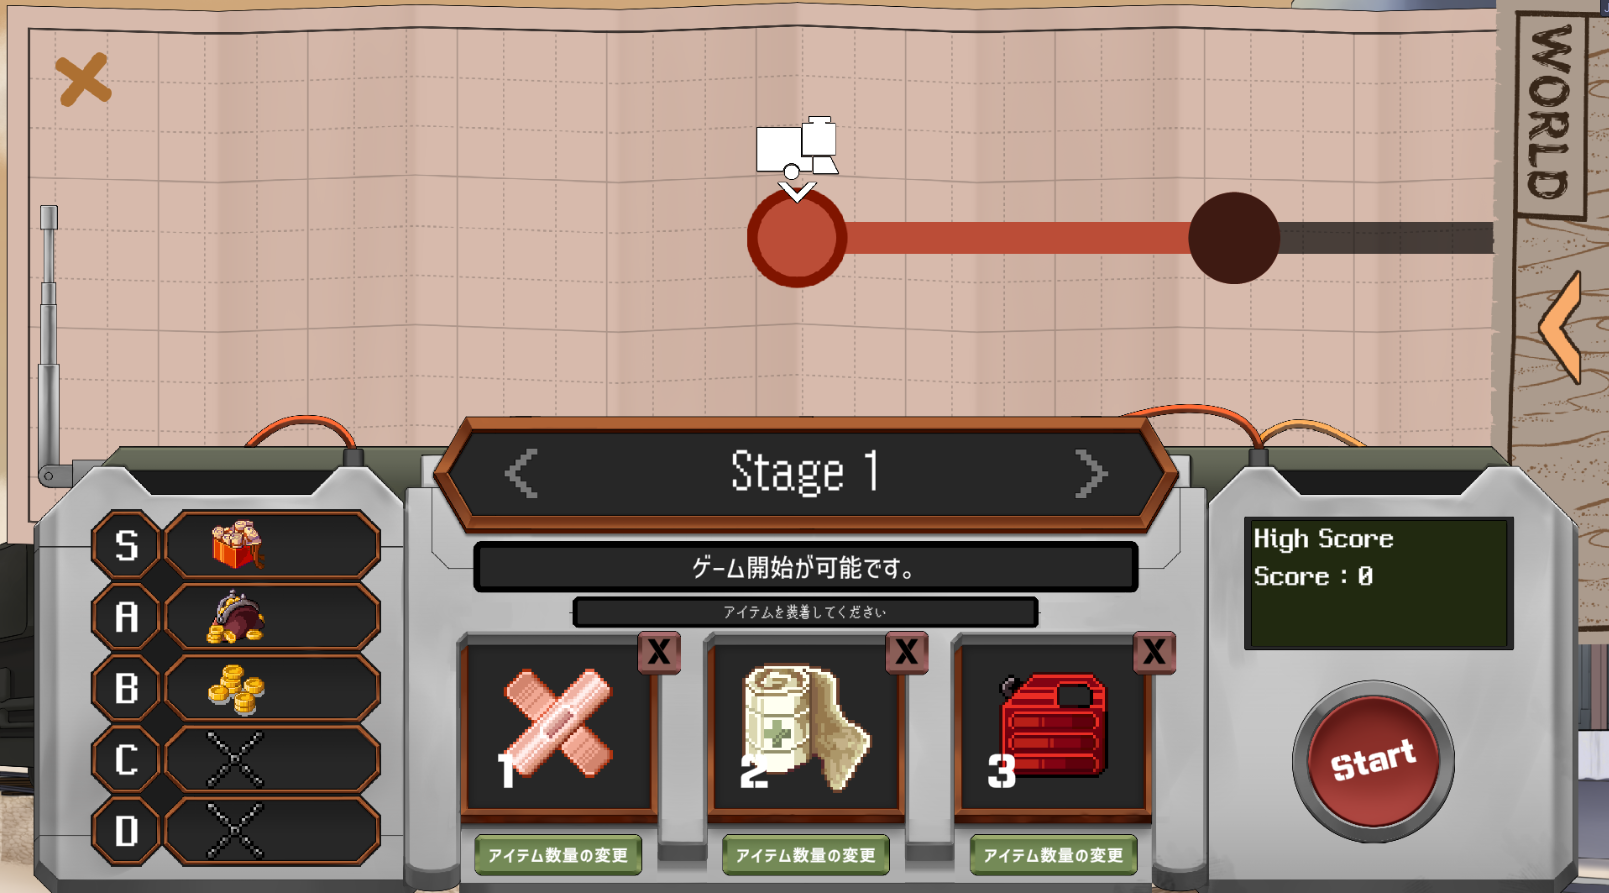 WORLD
Stage 1
ゲーム開始が可能です。
アイテムを装着してください
S
A
B
C
D
X
X
X
1
2
3
アイテム数量の変更
アイテム数量の変更
アイテム数量の変更
High Score
Score : 0
Start